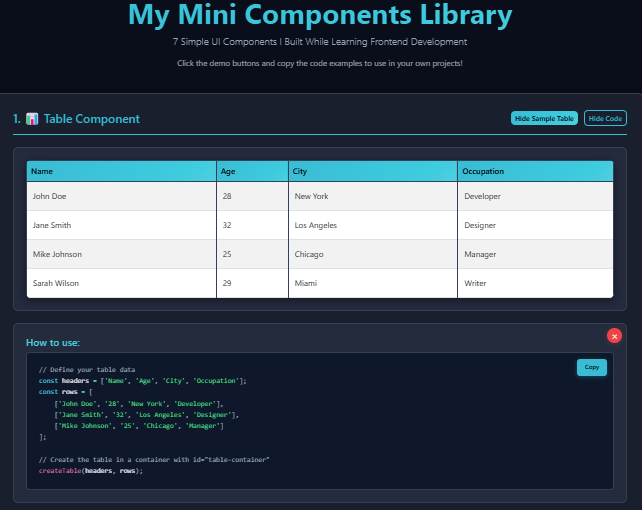 My Mini Components Library
7 Simple UI Components | Built While Learning Frontend Development
Click the demo buttons and copy the code examples to use in your own projects!
1. 📊 Table Component
Hide Sample Table
Hide Code
Name Age City Occupation
John Doe 28 New York Developer
Jane Smith 32 Los Angeles Designer
Mike Johnson 25 Chicago Manager
Sarah Wilson 29 Miami Writer
How to use:
Copy
// Define your table data
const headers = ['Name', 'Age', 'City', 'Occupation'];
const rows = [
    ['John Doe', '28', 'New York', 'Developer'],
    ['Jane Smith', '32', 'Los Angeles', 'Designer'],
    ['Mike Johnson', '25', 'Chicago', 'Manager']
];
// Create the table in a container with id="table-container"
createTable(headers, rows);